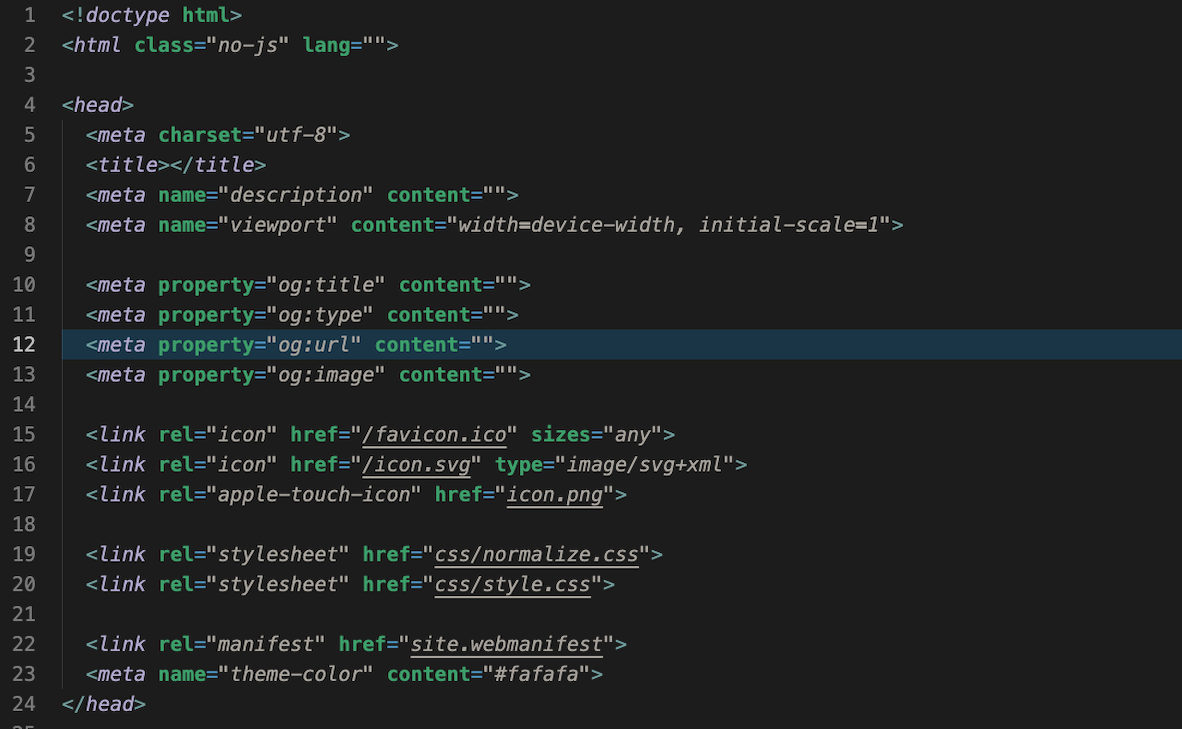 1 <!doctype html>
2 <html class="no-js" lang="">
3
4 <head>
5   <meta charset="utf-8">
6   <title></title>
7   <meta name="description" content="">
8   <meta name="viewport" content="width=device-width, initial-scale=1">
9
10   <meta property="og:title" content="">
11   <meta property="og:type" content="">
12   <meta property="og:url" content="">
13   <meta property="og:image" content="">
14
15   <link rel="icon" href="/favicon.ico" sizes="any">
16   <link rel="icon" href="/icon.svg" type="image/svg+xml">
17   <link rel="apple-touch-icon" href="icon.png">
18
19   <link rel="stylesheet" href="css/normalize.css">
20   <link rel="stylesheet" href="css/style.css">
21
22   <link rel="manifest" href="site.webmanifest">
23   <meta name="theme-color" content="#fafafa">
24 </head>